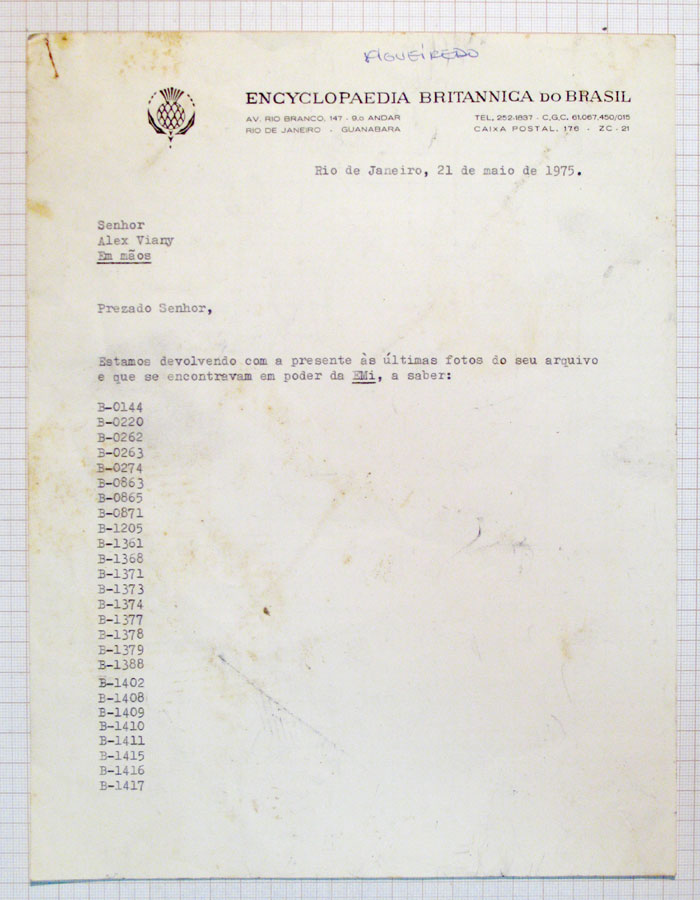 FIGUEIREDO
ENCYCLOPAEDIA BRITANNICA DO BRASIL
AV. RIO BRANCO, 147 - 9.o ANDAR
RIO DE JANEIRO - GUANABARA
TEL. 252-1837 - C.G.C. 61.067.450/015
CAIXA POSTAL. 176 - ZC - 21
Rio de Janeiro, 21 de maio de 1975.
Senhor
Alex Viany
Em mãos
Prezado Senhor,
Estamos devolvendo com a presente às últimas fotos do seu arquivo
e que se encontravam em poder da EMi, a saber:
B-0144
B-0220
B-0262
B-0263
B-0274
B-0863
B-0865
B-0871
B-1205
B-1361
B-1368
B-1371
B-1373
B-1374
B-1377
B-1378
B-1379
B-1388
B-1402
B-1408
B-1409
B-1410
B-1411
B-1415
B-1416
B-1417